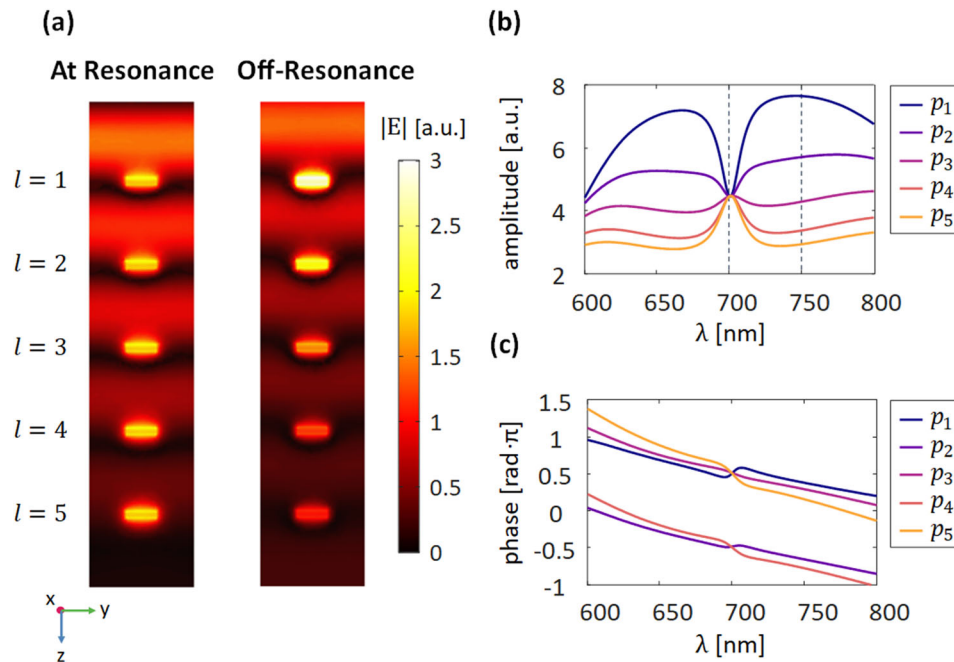 (a)
At Resonance
Off-Resonance
|E| [a.u.]
3
2.5
2
1.5
1
0.5
0
l = 1
l = 2
l = 3
l = 4
l = 5
x
y
z
(b)
amplitude [a.u.]
8
6
4
2
600 650 700 750 800
λ [nm]
p₁
p₂
p₃
p₄
p₅
(c)
phase [rad·π]
1.5
1
0.5
0
-0.5
-1
600 650 700 750 800
λ [nm]
p₁
p₂
p₃
p₄
p₅